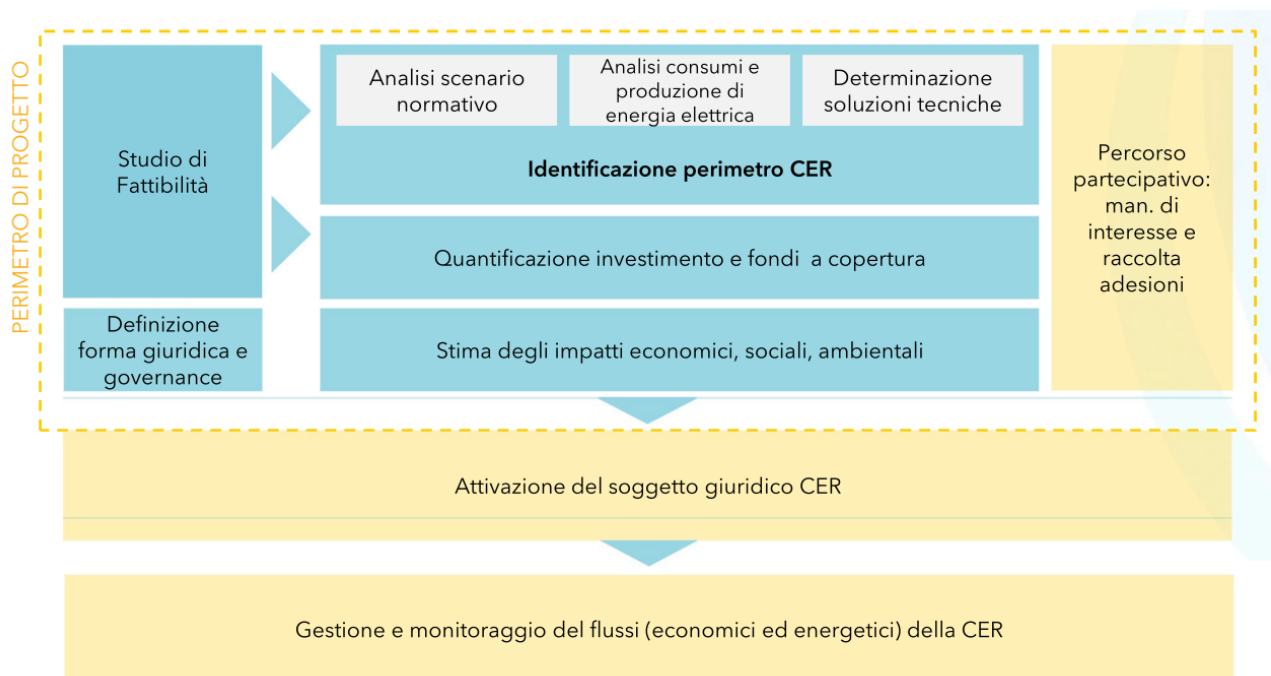 PERIMETRO DI PROGETTO
Studio di
Fattibilità
Analisi scenario
normativo
Analisi consumi e
produzione di
energia elettrica
Determinazione
soluzioni tecniche
Identificazione perimetro CER
Quantificazione investimento e fondi a copertura
Definizione
forma giuridica e
governance
Stima degli impatti economici, sociali, ambientali
Percorso
partecipativo:
man. di
interesse e
raccolta
adesioni
Attivazione del soggetto giuridico CER
Gestione e monitoraggio del flussi (economici ed energetici) della CER